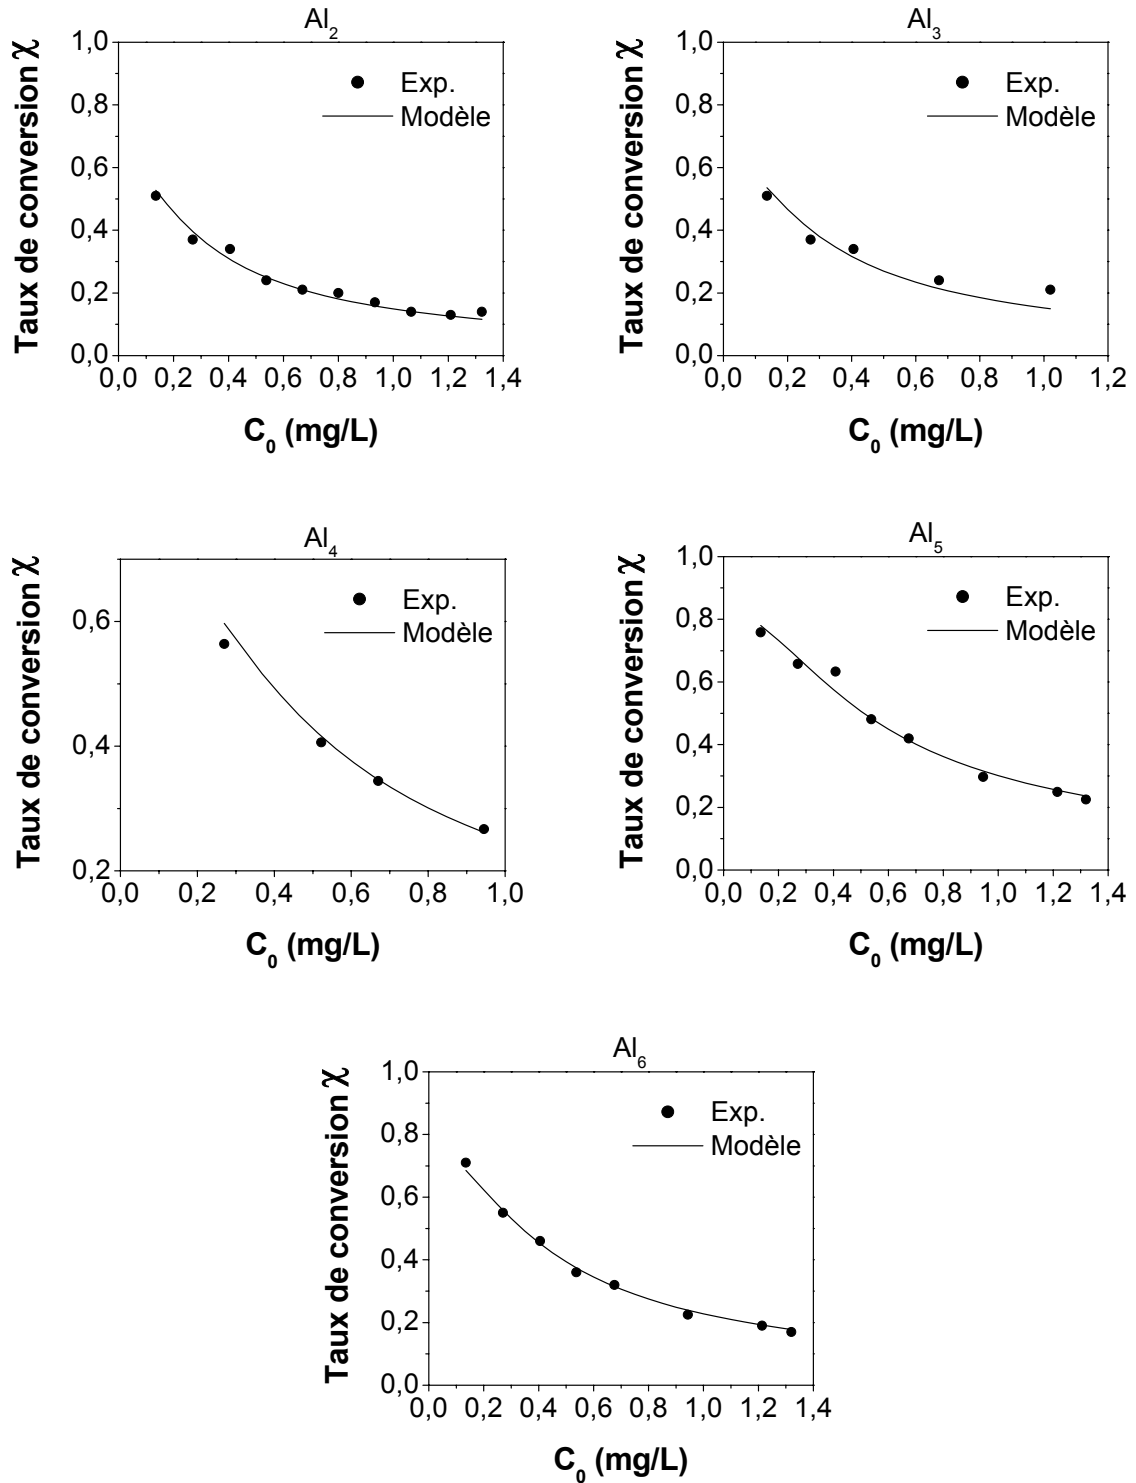 Al2
Taux de conversion χ
1,0
0,8
0,6
0,4
0,2
0,0
Exp.
Modèle
0,0 0,2 0,4 0,6 0,8 1,0 1,2 1,4
C0 (mg/L)
Al3
Taux de conversion χ
1,0
0,8
0,6
0,4
0,2
0,0
Exp.
Modèle
0,0 0,2 0,4 0,6 0,8 1,0 1,2
C0 (mg/L)
Al4
Taux de conversion χ
0,6
0,4
0,2
Exp.
Modèle
0,0 0,2 0,4 0,6 0,8 1,0
C0 (mg/L)
Al5
Taux de conversion χ
1,0
0,8
0,6
0,4
0,2
0,0
Exp.
Modèle
0,0 0,2 0,4 0,6 0,8 1,0 1,2 1,4
C0 (mg/L)
Al6
Taux de conversion χ
1,0
0,8
0,6
0,4
0,2
0,0
Exp.
Modèle
0,0 0,2 0,4 0,6 0,8 1,0 1,2 1,4
C0 (mg/L)